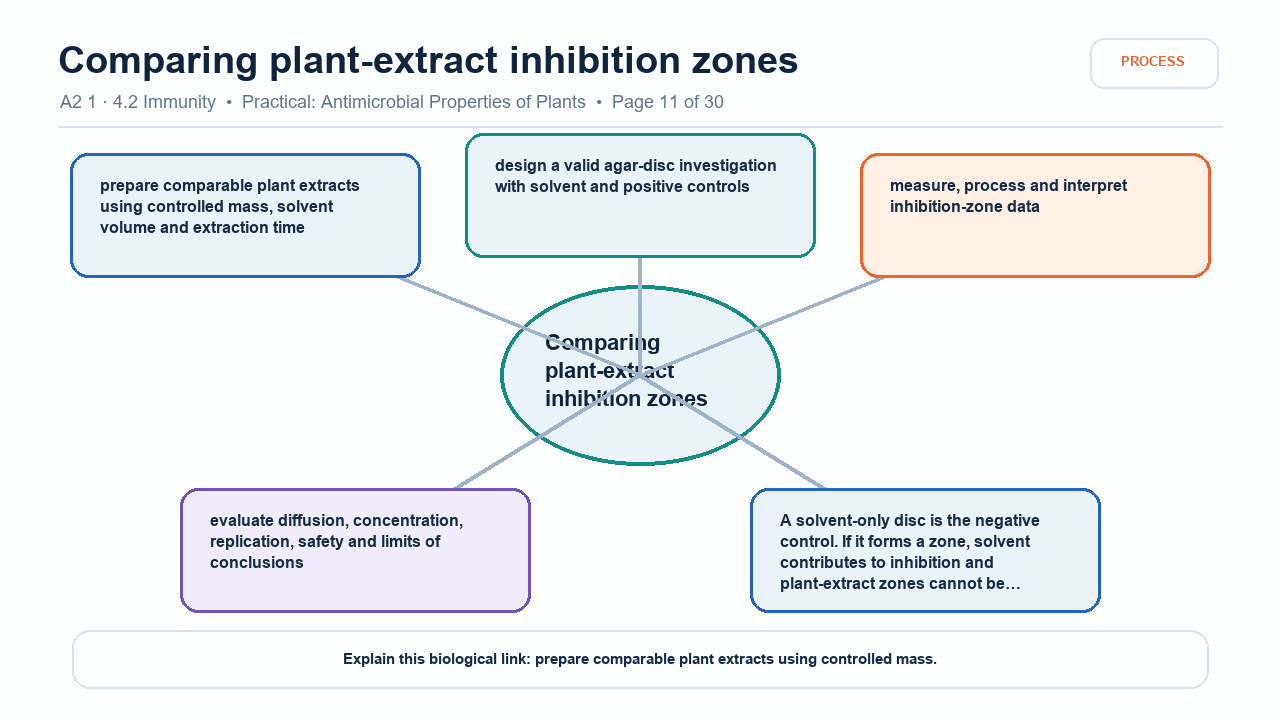 Comparing plant-extract inhibition zones
PROCESS
A2 1 · 4.2 Immunity • Practical: Antimicrobial Properties of Plants • Page 11 of 30
prepare comparable plant extracts
using controlled mass, solvent
volume and extraction time
design a valid agar-disc investigation
with solvent and positive controls
measure, process and interpret
inhibition-zone data
Comparing
plant-extract
inhibition zones
evaluate diffusion, concentration,
replication, safety and limits of
conclusions
A solvent-only disc is the negative
control. If it forms a zone, solvent
contributes to inhibition and
plant-extract zones cannot be…
Explain this biological link: prepare comparable plant extracts using controlled mass.